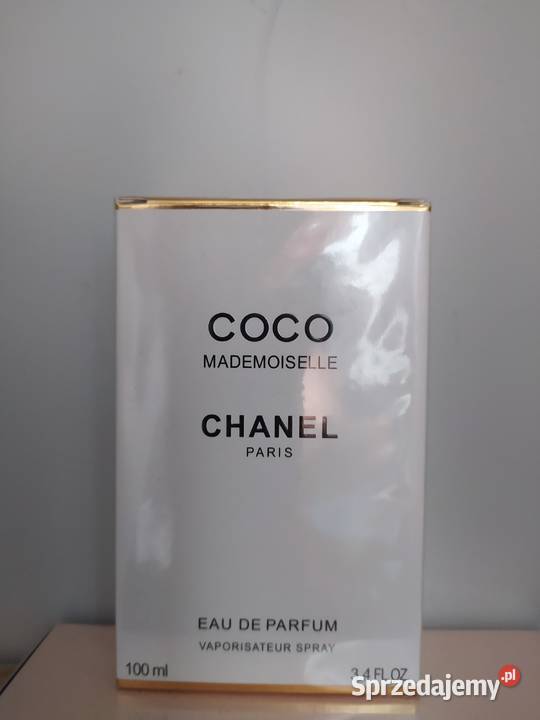 COCO
MADEMOISELLE
CHANEL
PARIS
EAU DE PARFUM
VAPORISATEUR SPRAY
100 ml
3.4 FL OZ
Sprzedajemy.pl